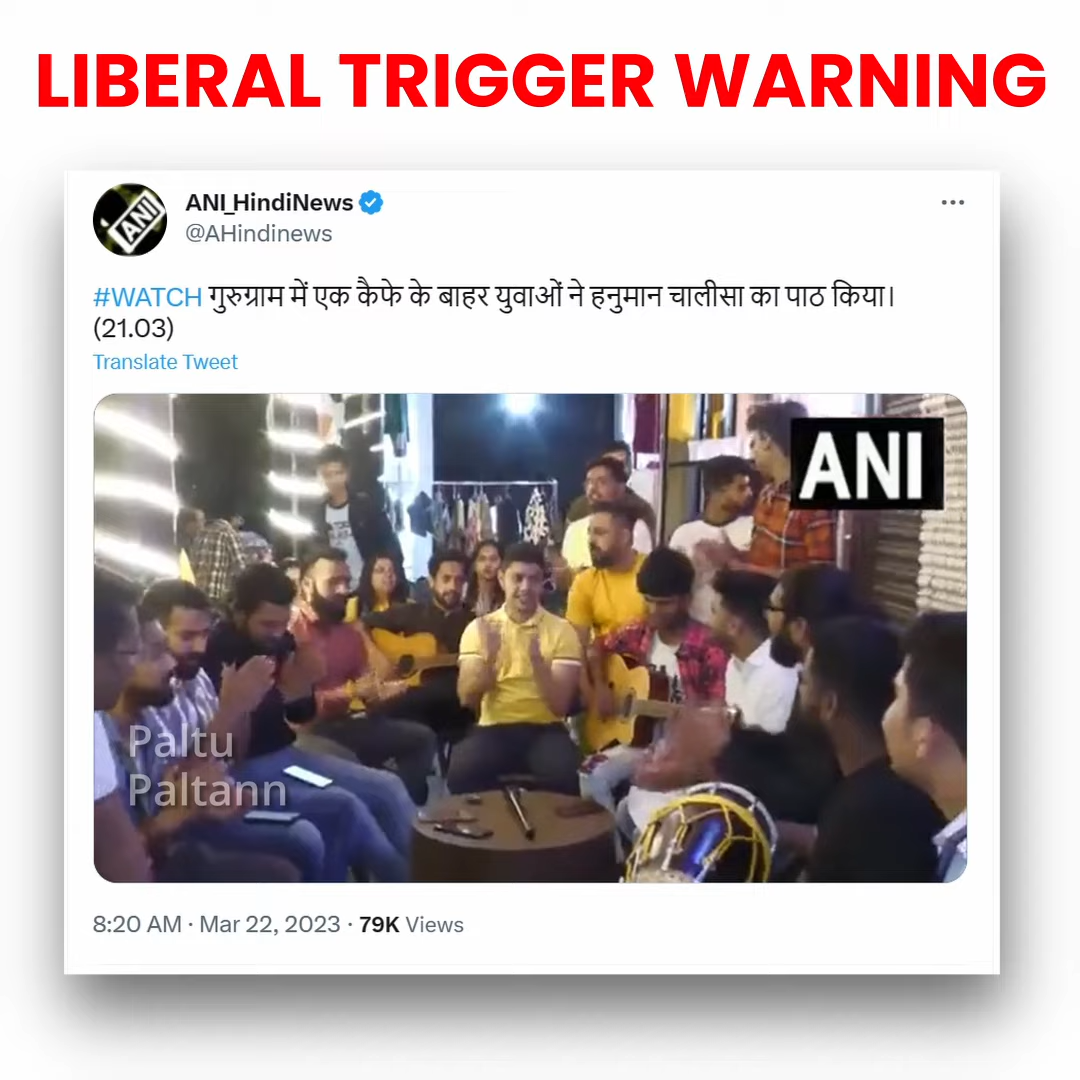 LIBERAL TRIGGER WARNING
ANI_HindiNews
@AHindinews
#WATCH गुरुग्राम में एक कैफे के बाहर युवाओं ने हनुमान चालीसा का पाठ किया।
(21.03)
Translate Tweet
ANI
Paltu
Paltann
8:20 AM · Mar 22, 2023 · 79K Views